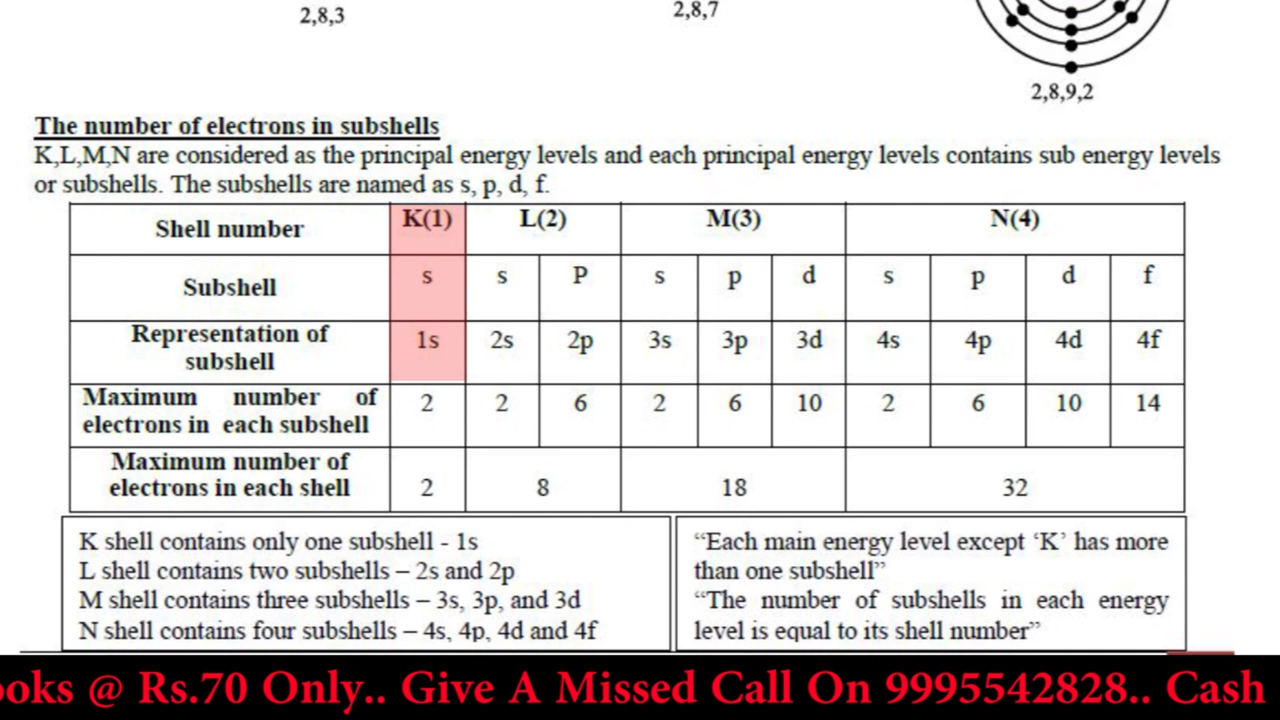 2,8,3
2,8,7
2,8,9,2
The number of electrons in subshells
K,L,M,N are considered as the principal energy levels and each principal energy levels contains sub energy levels
or subshells. The subshells are named as s, p, d, f.
Shell number K(1) L(2) M(3) N(4)
Subshell s s P s p d s p d f
Representation of
subshell 1s 2s 2p 3s 3p 3d 4s 4p 4d 4f
Maximum number of
electrons in each subshell 2 2 6 2 6 10 2 6 10 14
Maximum number of
electrons in each shell 2 8 18 32
K shell contains only one subshell - 1s
L shell contains two subshells – 2s and 2p
M shell contains three subshells – 3s, 3p, and 3d
N shell contains four subshells – 4s, 4p, 4d and 4f
“Each main energy level except ‘K’ has more
than one subshell”
“The number of subshells in each energy
level is equal to its shell number”
ooks @ Rs.70 Only.. Give A Missed Call On 9995542828.. Cash